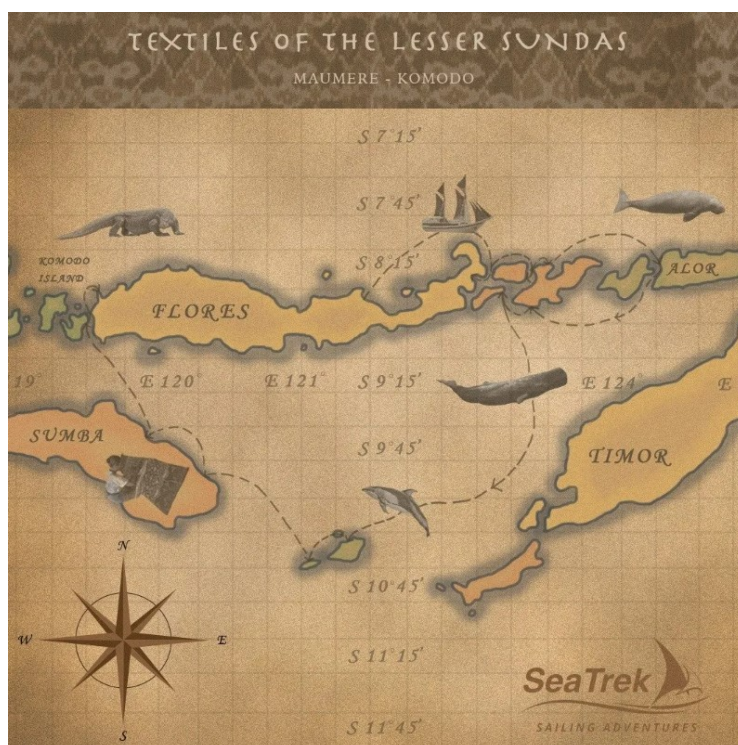 TEXTILES OF THE LESSER SUNDAS
MAUMERE - KOMODO
S 7°15'
S 7°45'
KOMODO
ISLAND
S 8°15'
ALOR
FLORES
19°
E 120°
E 121°
S 9°15'
E 124°
E
SUMBA
S 9°45'
TIMOR
N
S 10°45'
W
E
S 11°15'
SeaTrek
SAILING ADVENTURES
S 11°45'
S